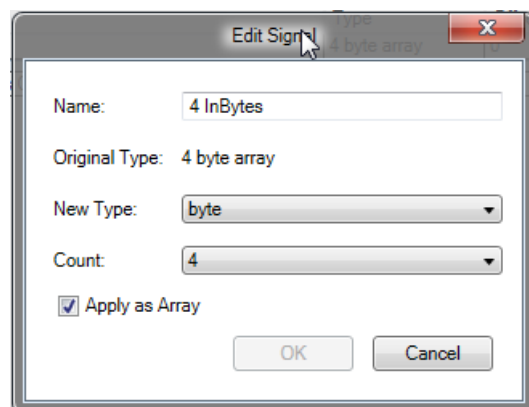 Type
Edit Signal
4 byte array
0
Name:
4 InBytes
Original Type:
4 byte array
New Type:
byte
Count:
4
Apply as Array
OK
Cancel